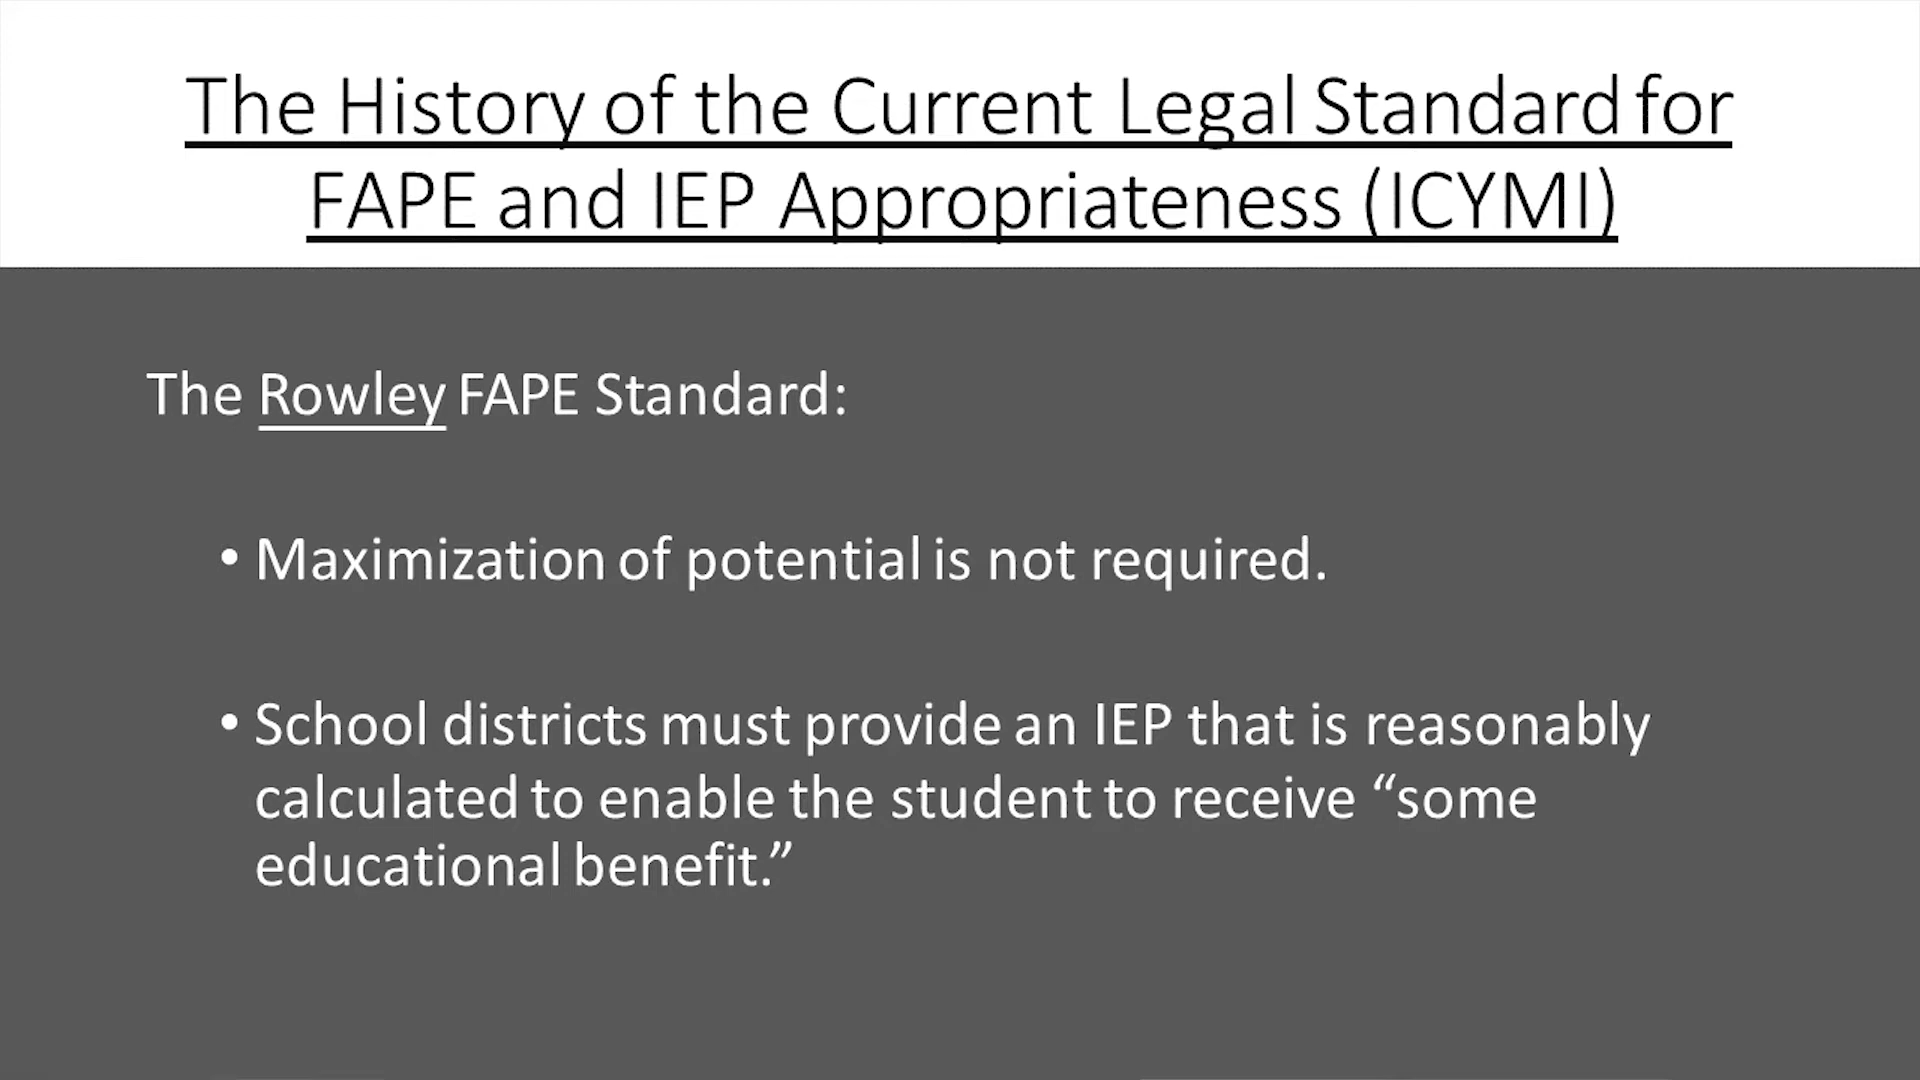 The History of the Current Legal Standard for
FAPE and IEP Appropriateness (ICYMI)
The Rowley FAPE Standard:
• Maximization of potential is not required.
• School districts must provide an IEP that is reasonably
calculated to enable the student to receive “some
educational benefit.”